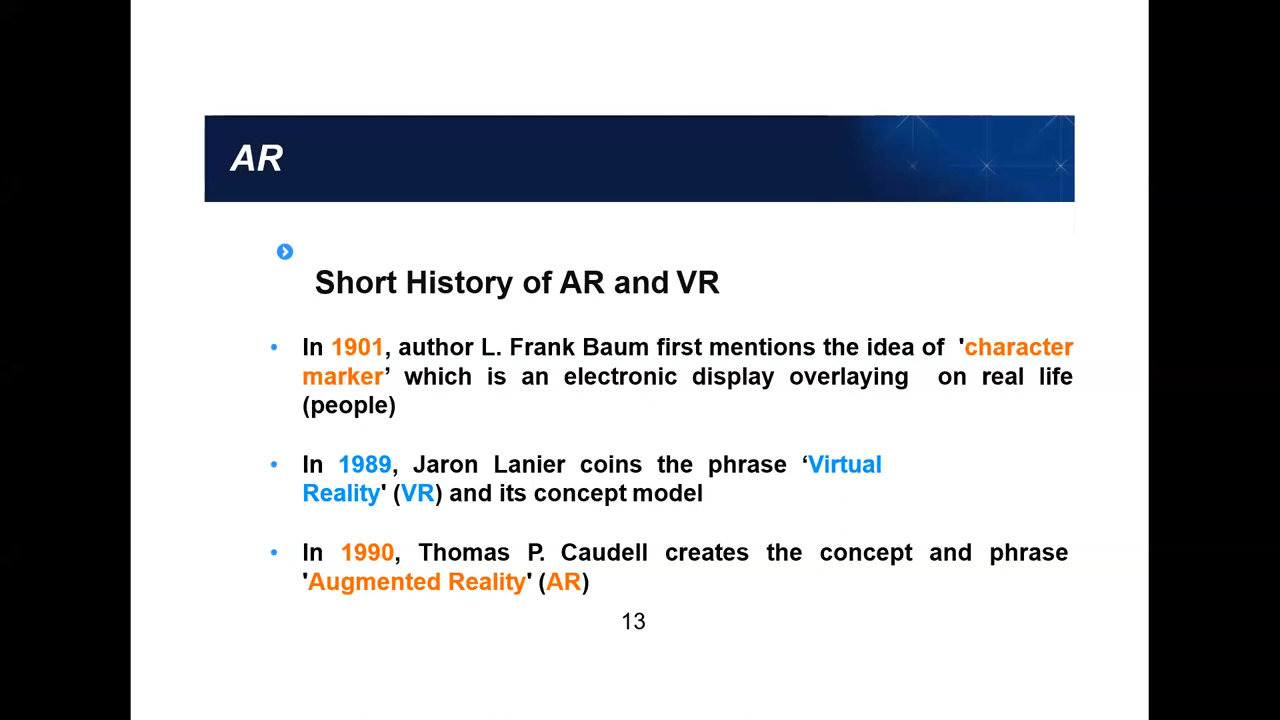 AR
Short History of AR and VR
• In 1901, author L. Frank Baum first mentions the idea of 'character
marker’ which is an electronic display overlaying on real life
(people)
• In 1989, Jaron Lanier coins the phrase ‘Virtual
Reality' (VR) and its concept model
• In 1990, Thomas P. Caudell creates the concept and phrase
'Augmented Reality' (AR)
13